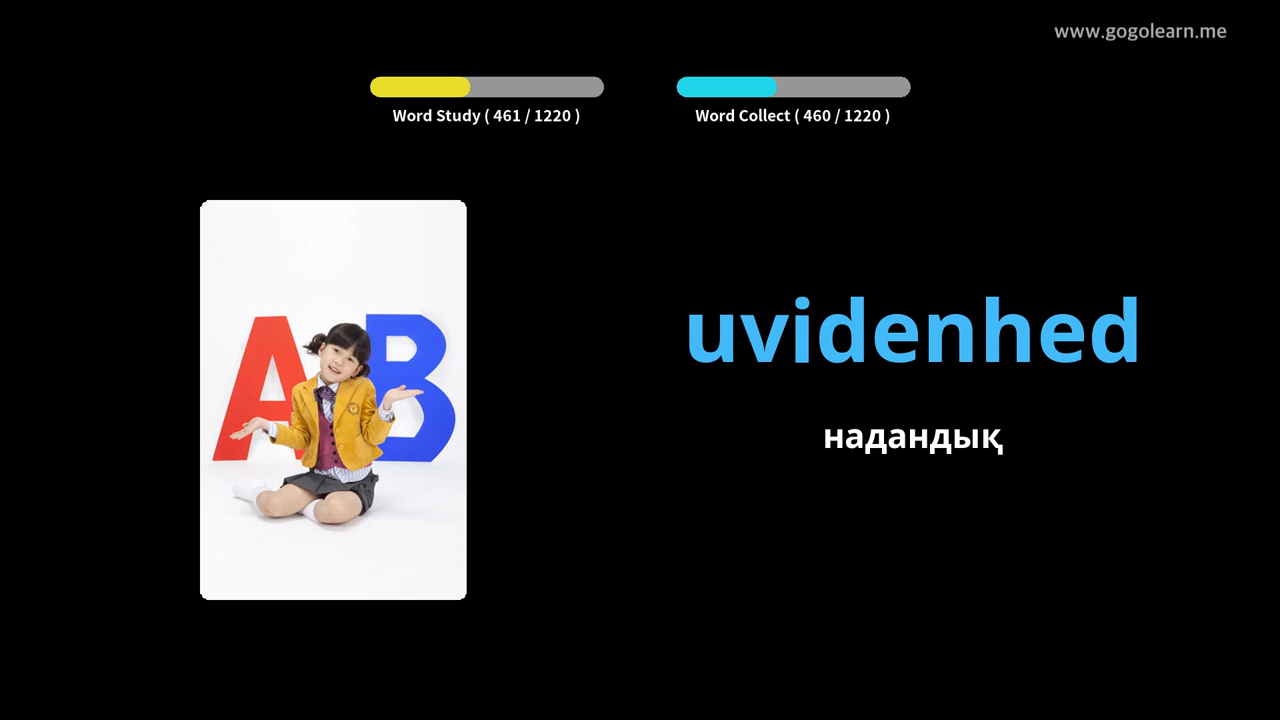 www.gogolearn.me
Word Study ( 461 / 1220 )
Word Collect ( 460 / 1220 )
A B
uvidenhed
надандық